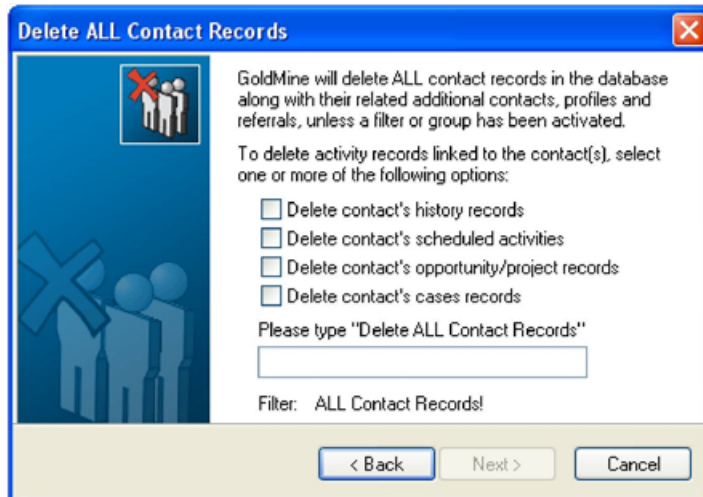 Delete ALL Contact Records
GoldMine will delete ALL contact records in the database
along with their related additional contacts, profiles and
referrals, unless a filter or group has been activated.
To delete activity records linked to the contact(s), select
one or more of the following options:
Delete contact's history records
Delete contact's scheduled activities
Delete contact's opportunity/project records
Delete contact's cases records
Please type "Delete ALL Contact Records"
Filter: ALL Contact Records!
< Back Next > Cancel